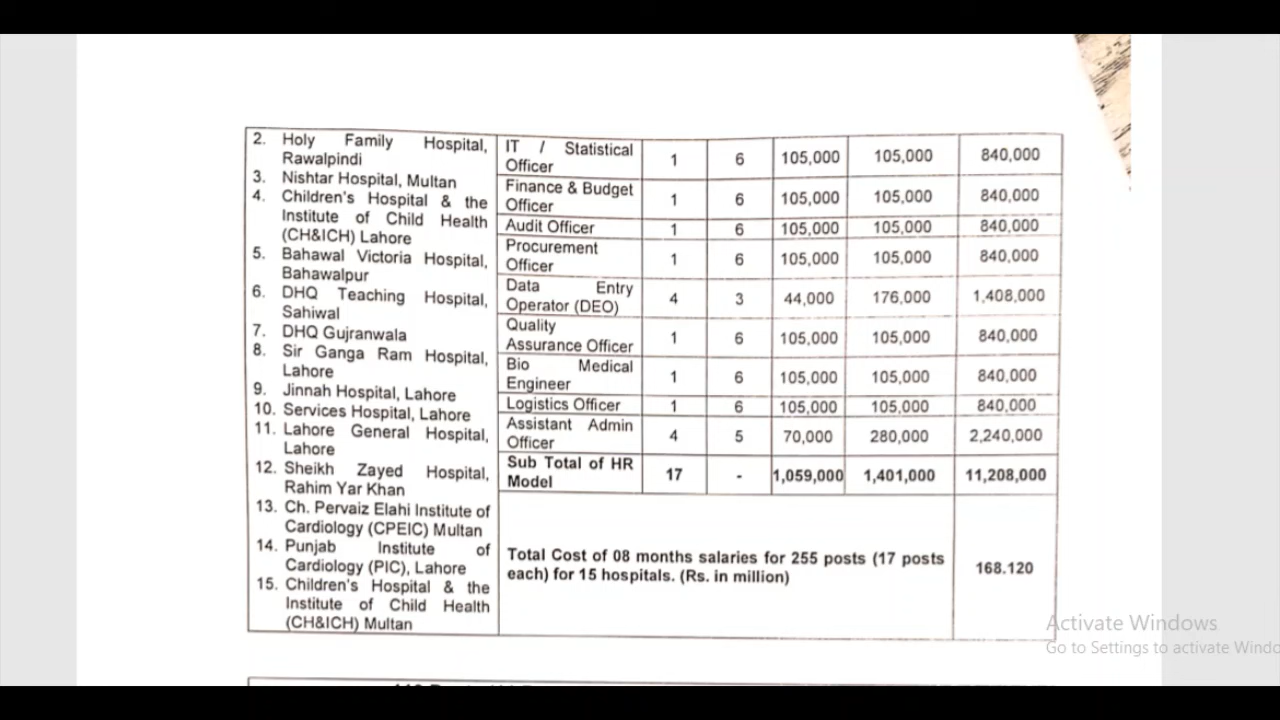 2. Holy Family Hospital,
Rawalpindi
3. Nishtar Hospital, Multan
4. Children's Hospital & the
Institute of Child Health
(CH&ICH) Lahore
5. Bahawal Victoria Hospital,
Bahawalpur
6. DHQ Teaching Hospital,
Sahiwal
7. DHQ Gujranwala
8. Sir Ganga Ram Hospital,
Lahore
9. Jinnah Hospital, Lahore
10. Services Hospital, Lahore
11. Lahore General Hospital,
Lahore
12. Sheikh Zayed Hospital,
Rahim Yar Khan
13. Ch. Pervaiz Elahi Institute of
Cardiology (CPEIC) Multan
14. Punjab Institute of
Cardiology (PIC), Lahore
15. Children's Hospital & the
Institute of Child Health
(CH&ICH) Multan
IT / Statistical
Officer 1 6 105,000 105,000 840,000
Finance & Budget
Officer 1 6 105,000 105,000 840,000
Audit Officer 1 6 105,000 105,000 840,000
Procurement
Officer 1 6 105,000 105,000 840,000
Data Entry
Operator (DEO) 4 3 44,000 176,000 1,408,000
Quality
Assurance Officer 1 6 105,000 105,000 840,000
Bio Medical
Engineer 1 6 105,000 105,000 840,000
Logistics Officer 1 6 105,000 105,000 840,000
Assistant Admin
Officer 4 5 70,000 280,000 2,240,000
Sub Total of HR
Model 17 - 1,059,000 1,401,000 11,208,000
Total Cost of 08 months salaries for 255 posts (17 posts
each) for 15 hospitals. (Rs. in million) 168.120
Activate Windows
Go to Settings to activate